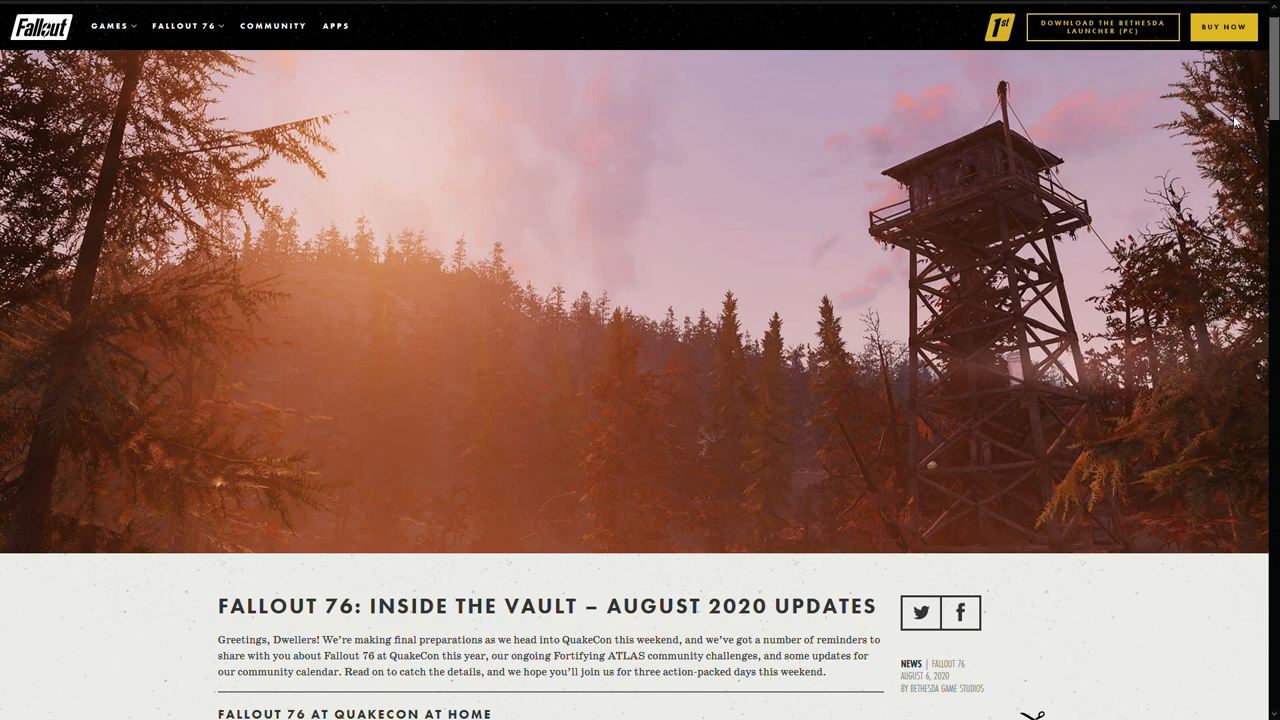 Fallout
GAMES
FALLOUT 76
COMMUNITY
APPS
1st
DOWNLOAD THE BETHESDA
LAUNCHER (PC)
BUY NOW
FALLOUT 76: INSIDE THE VAULT – AUGUST 2020 UPDATES
Greetings, Dwellers! We're making final preparations as we head into QuakeCon this weekend, and we've got a number of reminders to
share with you about Fallout 76 at QuakeCon this year, our ongoing Fortifying ATLAS community challenges, and some updates for
our community calendar. Read on to catch the details, and we hope you'll join us for three action-packed days this weekend.
NEWS | FALLOUT 76
AUGUST 6, 2020
BY BETHESDA GAME STUDIOS
FALLOUT 76 AT QUAKECON AT HOME